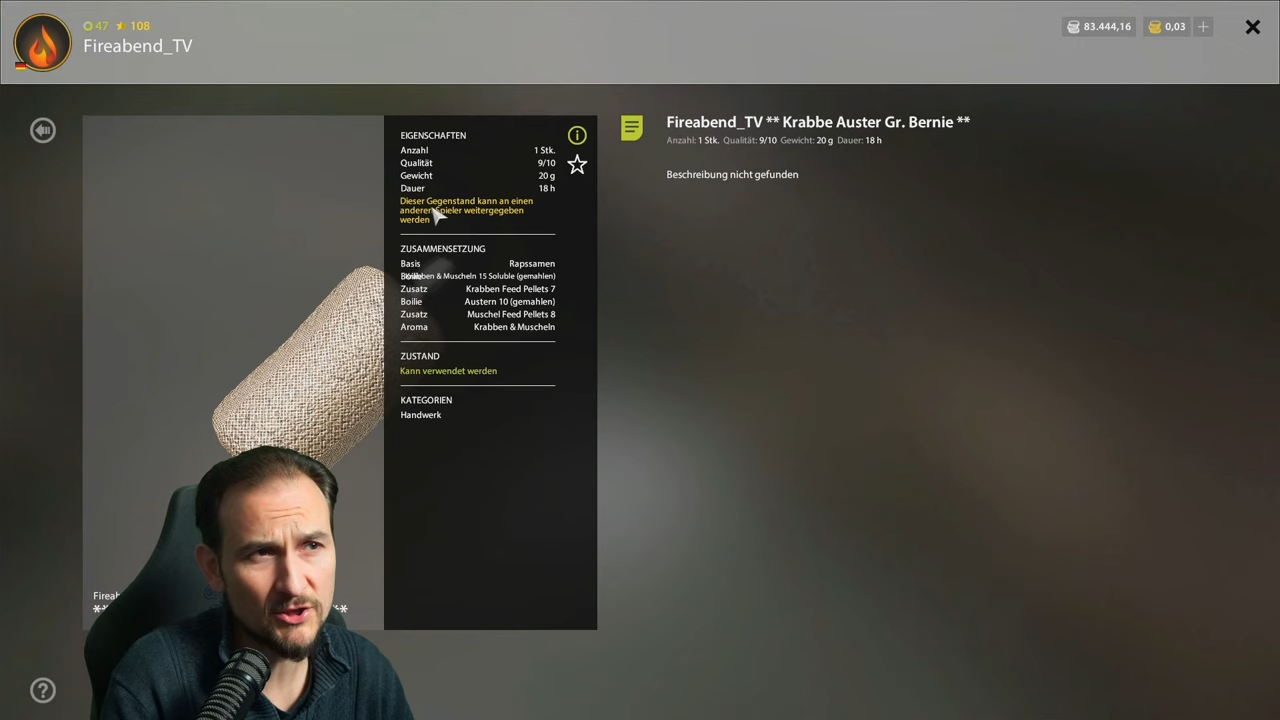 47 108
Fireabend_TV
83.444,16 0,03 +
EIGENSCHAFTEN
Anzahl 1 Stk.
Qualität 9/10
Gewicht 20 g
Dauer 18 h
Dieser Gegenstand kann an einen
anderen Spieler weitergegeben
werden
ZUSAMMENSETZUNG
Basis Rapssamen
Boilie Krabben & Muscheln 15 Soluble (gemahlen)
Zusatz Krabben Feed Pellets 7
Boilie Austern 10 (gemahlen)
Zusatz Muschel Feed Pellets 8
Aroma Krabben & Muscheln
ZUSTAND
Kann verwendet werden
KATEGORIEN
Handwerk
Fireab
** **
Fireabend_TV ** Krabbe Auster Gr. Bernie **
Anzahl: 1 Stk. Qualität: 9/10 Gewicht: 20 g Dauer: 18 h
Beschreibung nicht gefunden
?